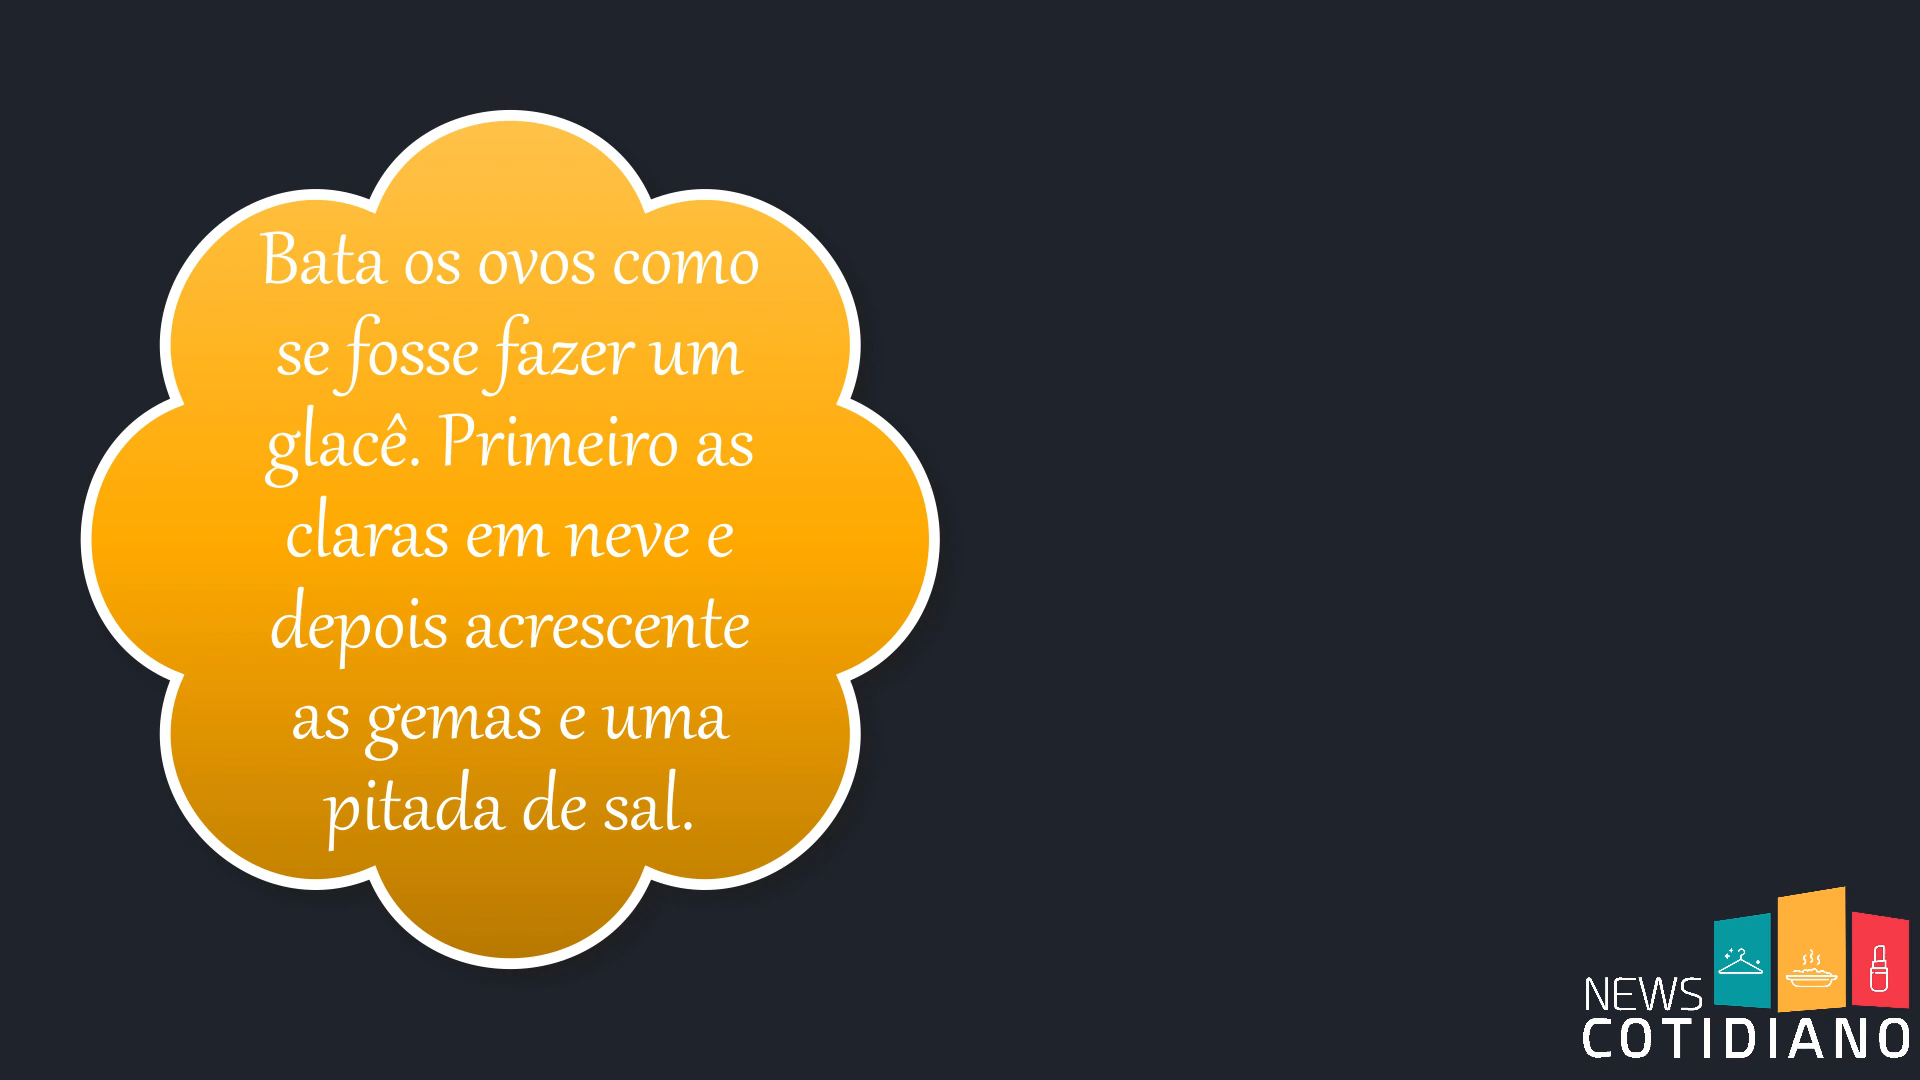 Bata os ovos como
se fosse fazer um
glacê. Primeiro as
claras em neve e
depois acrescente
as gemas e uma
pitada de sal.
NEWS
COTIDIANO